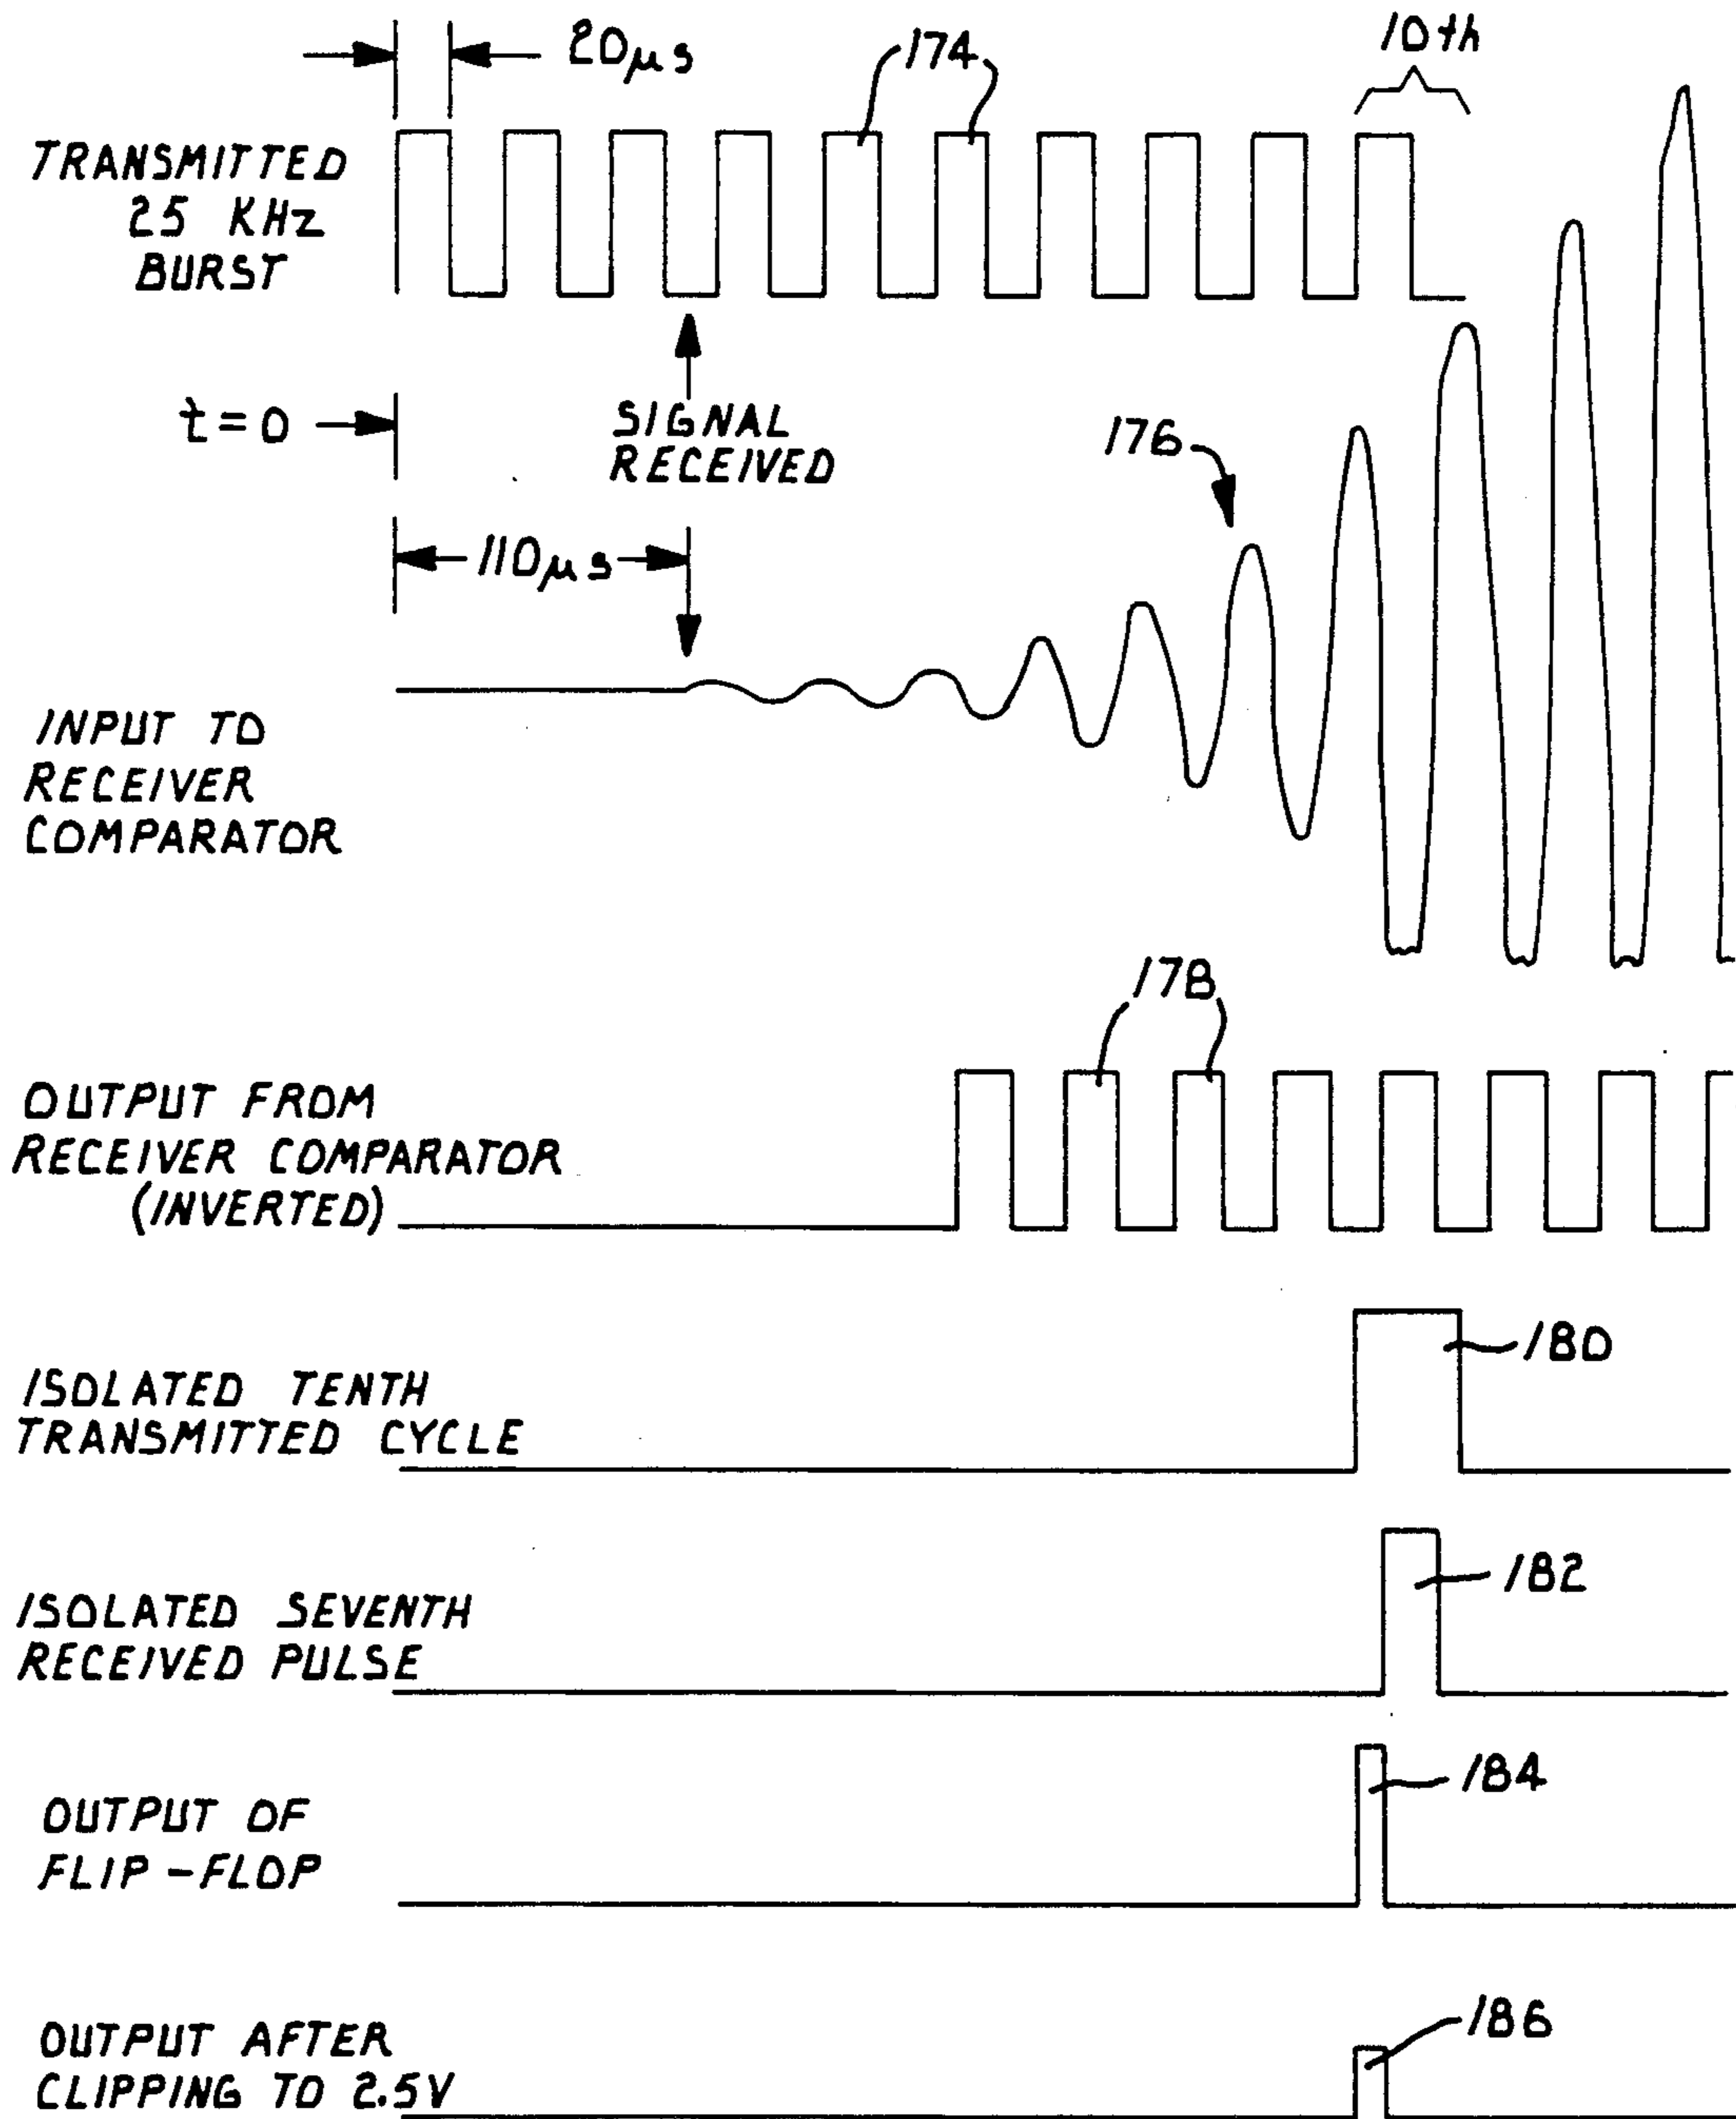 20μs
174
10th
TRANSMITTED
25 KHz
BURST
t=0
SIGNAL
RECEIVED
176
110μs
INPUT TO
RECEIVER
COMPARATOR
178
OUTPUT FROM
RECEIVER COMPARATOR
(INVERTED)
180
ISOLATED TENTH
TRANSMITTED CYCLE
182
ISOLATED SEVENTH
RECEIVED PULSE
184
OUTPUT OF
FLIP-FLOP
186
OUTPUT AFTER
CLIPPING TO 2.5V